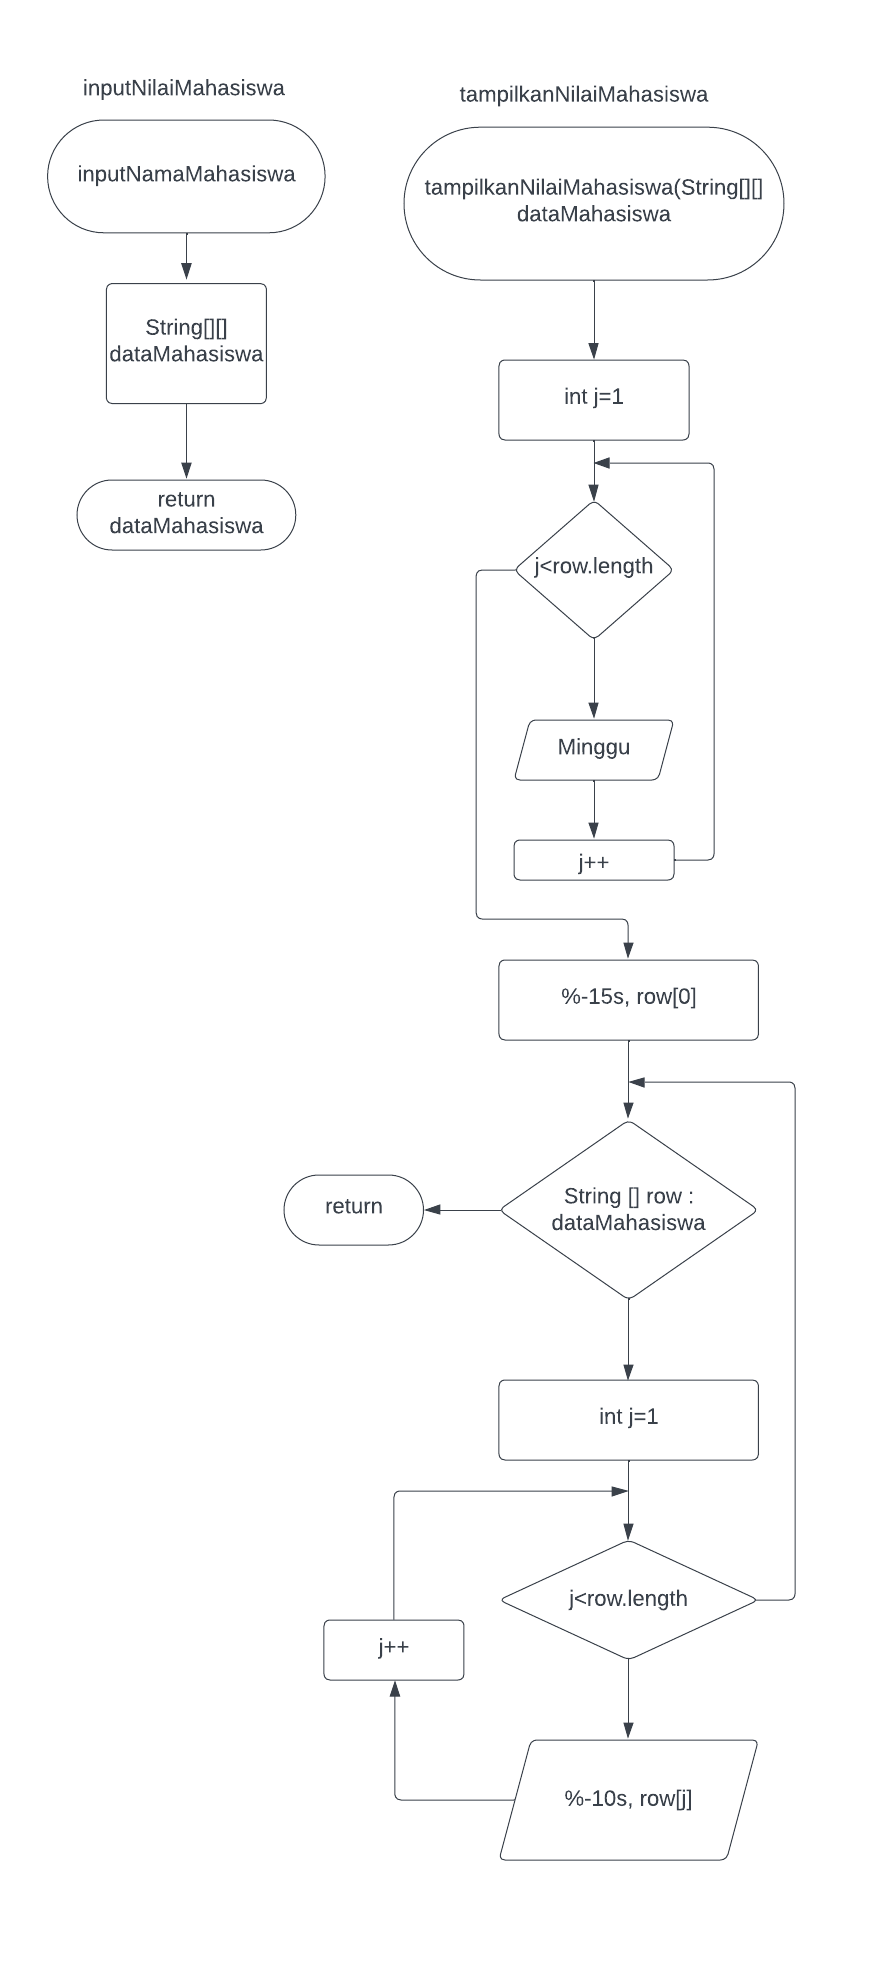 inputNilaiMahasiswa
inputNamaMahasiswa
String[][]
dataMahasiswa
return
dataMahasiswa
tampilkanNilaiMahasiswa
tampilkanNilaiMahasiswa(String[][]
dataMahasiswa
int j=1
j<row.length
Minggu
j++
%-15s, row[0]
String [] row :
dataMahasiswa
return
int j=1
j<row.length
j++
%-10s, row[j]